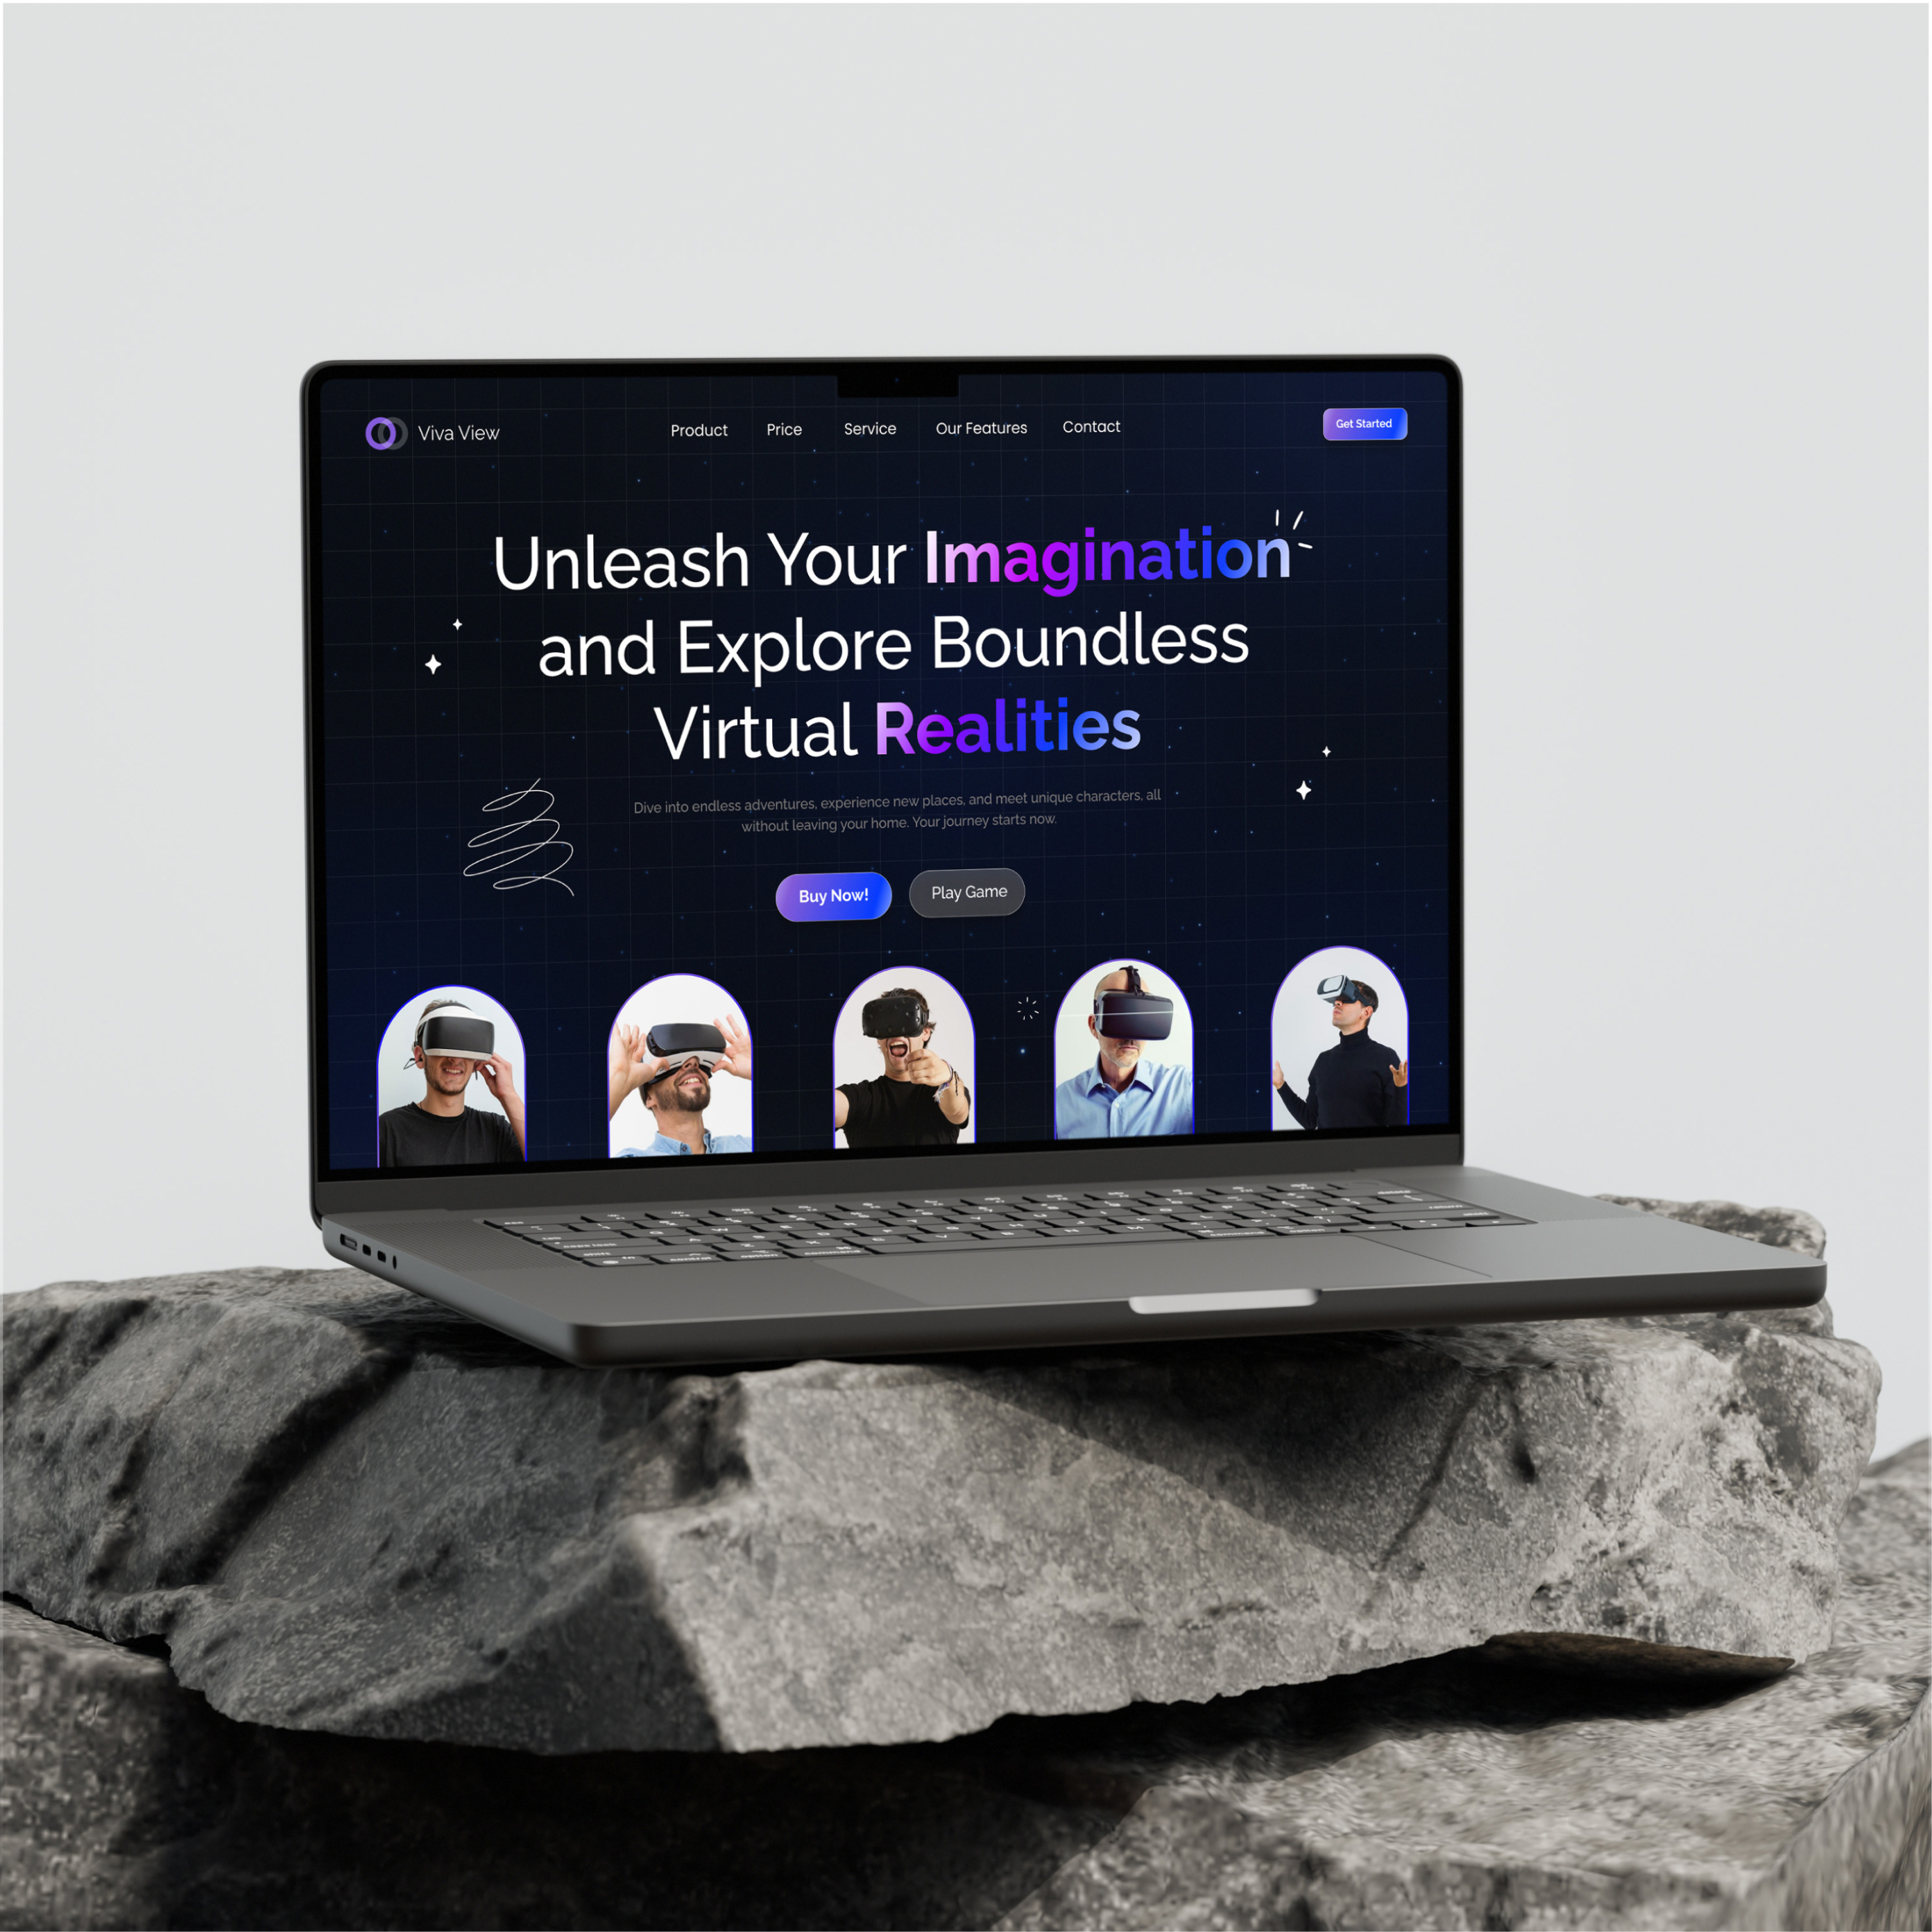 Viva View
Product
Price
Service
Our Features
Contact
Get Started
Unleash Your Imagination
and Explore Boundless
Virtual Realities
Dive into endless adventures, experience new places, and meet unique characters, all
without leaving your home. Your journey starts now.
Buy Now!
Play Game